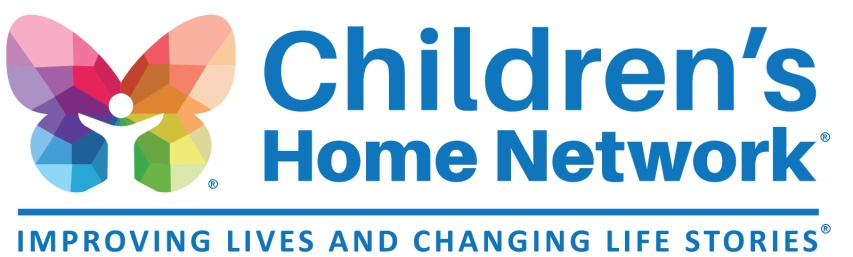 Children's
Home Network®
®
IMPROVING LIVES AND CHANGING LIFE STORIES®